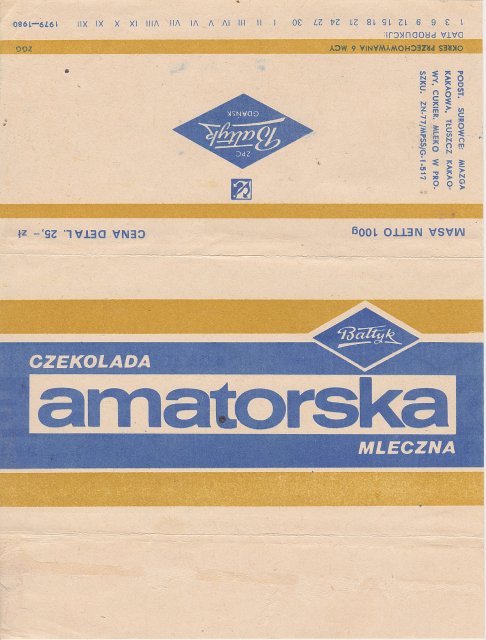 MASA NETTO 100g CENA DETAL. 25,– zł
ZPC
Bałtyk
GDAŃSK
PODST. SUROWCE: MIAZGA
KAKAOWA, TŁUSZCZ KAKAO-
WY, CUKIER, MLEKO W PRO-
SZKU. ZN-77/MPSS/G-1-517
OKRES PRZECHOWYWANIA 6 MCY ZGG
DATA PRODUKCJI:
1 3 6 9 12 15 18 21 24 27 30 I II III IV V VI VII VIII IX X XI XII 1979–1980
Bałtyk
CZEKOLADA
amatorska
MLECZNA